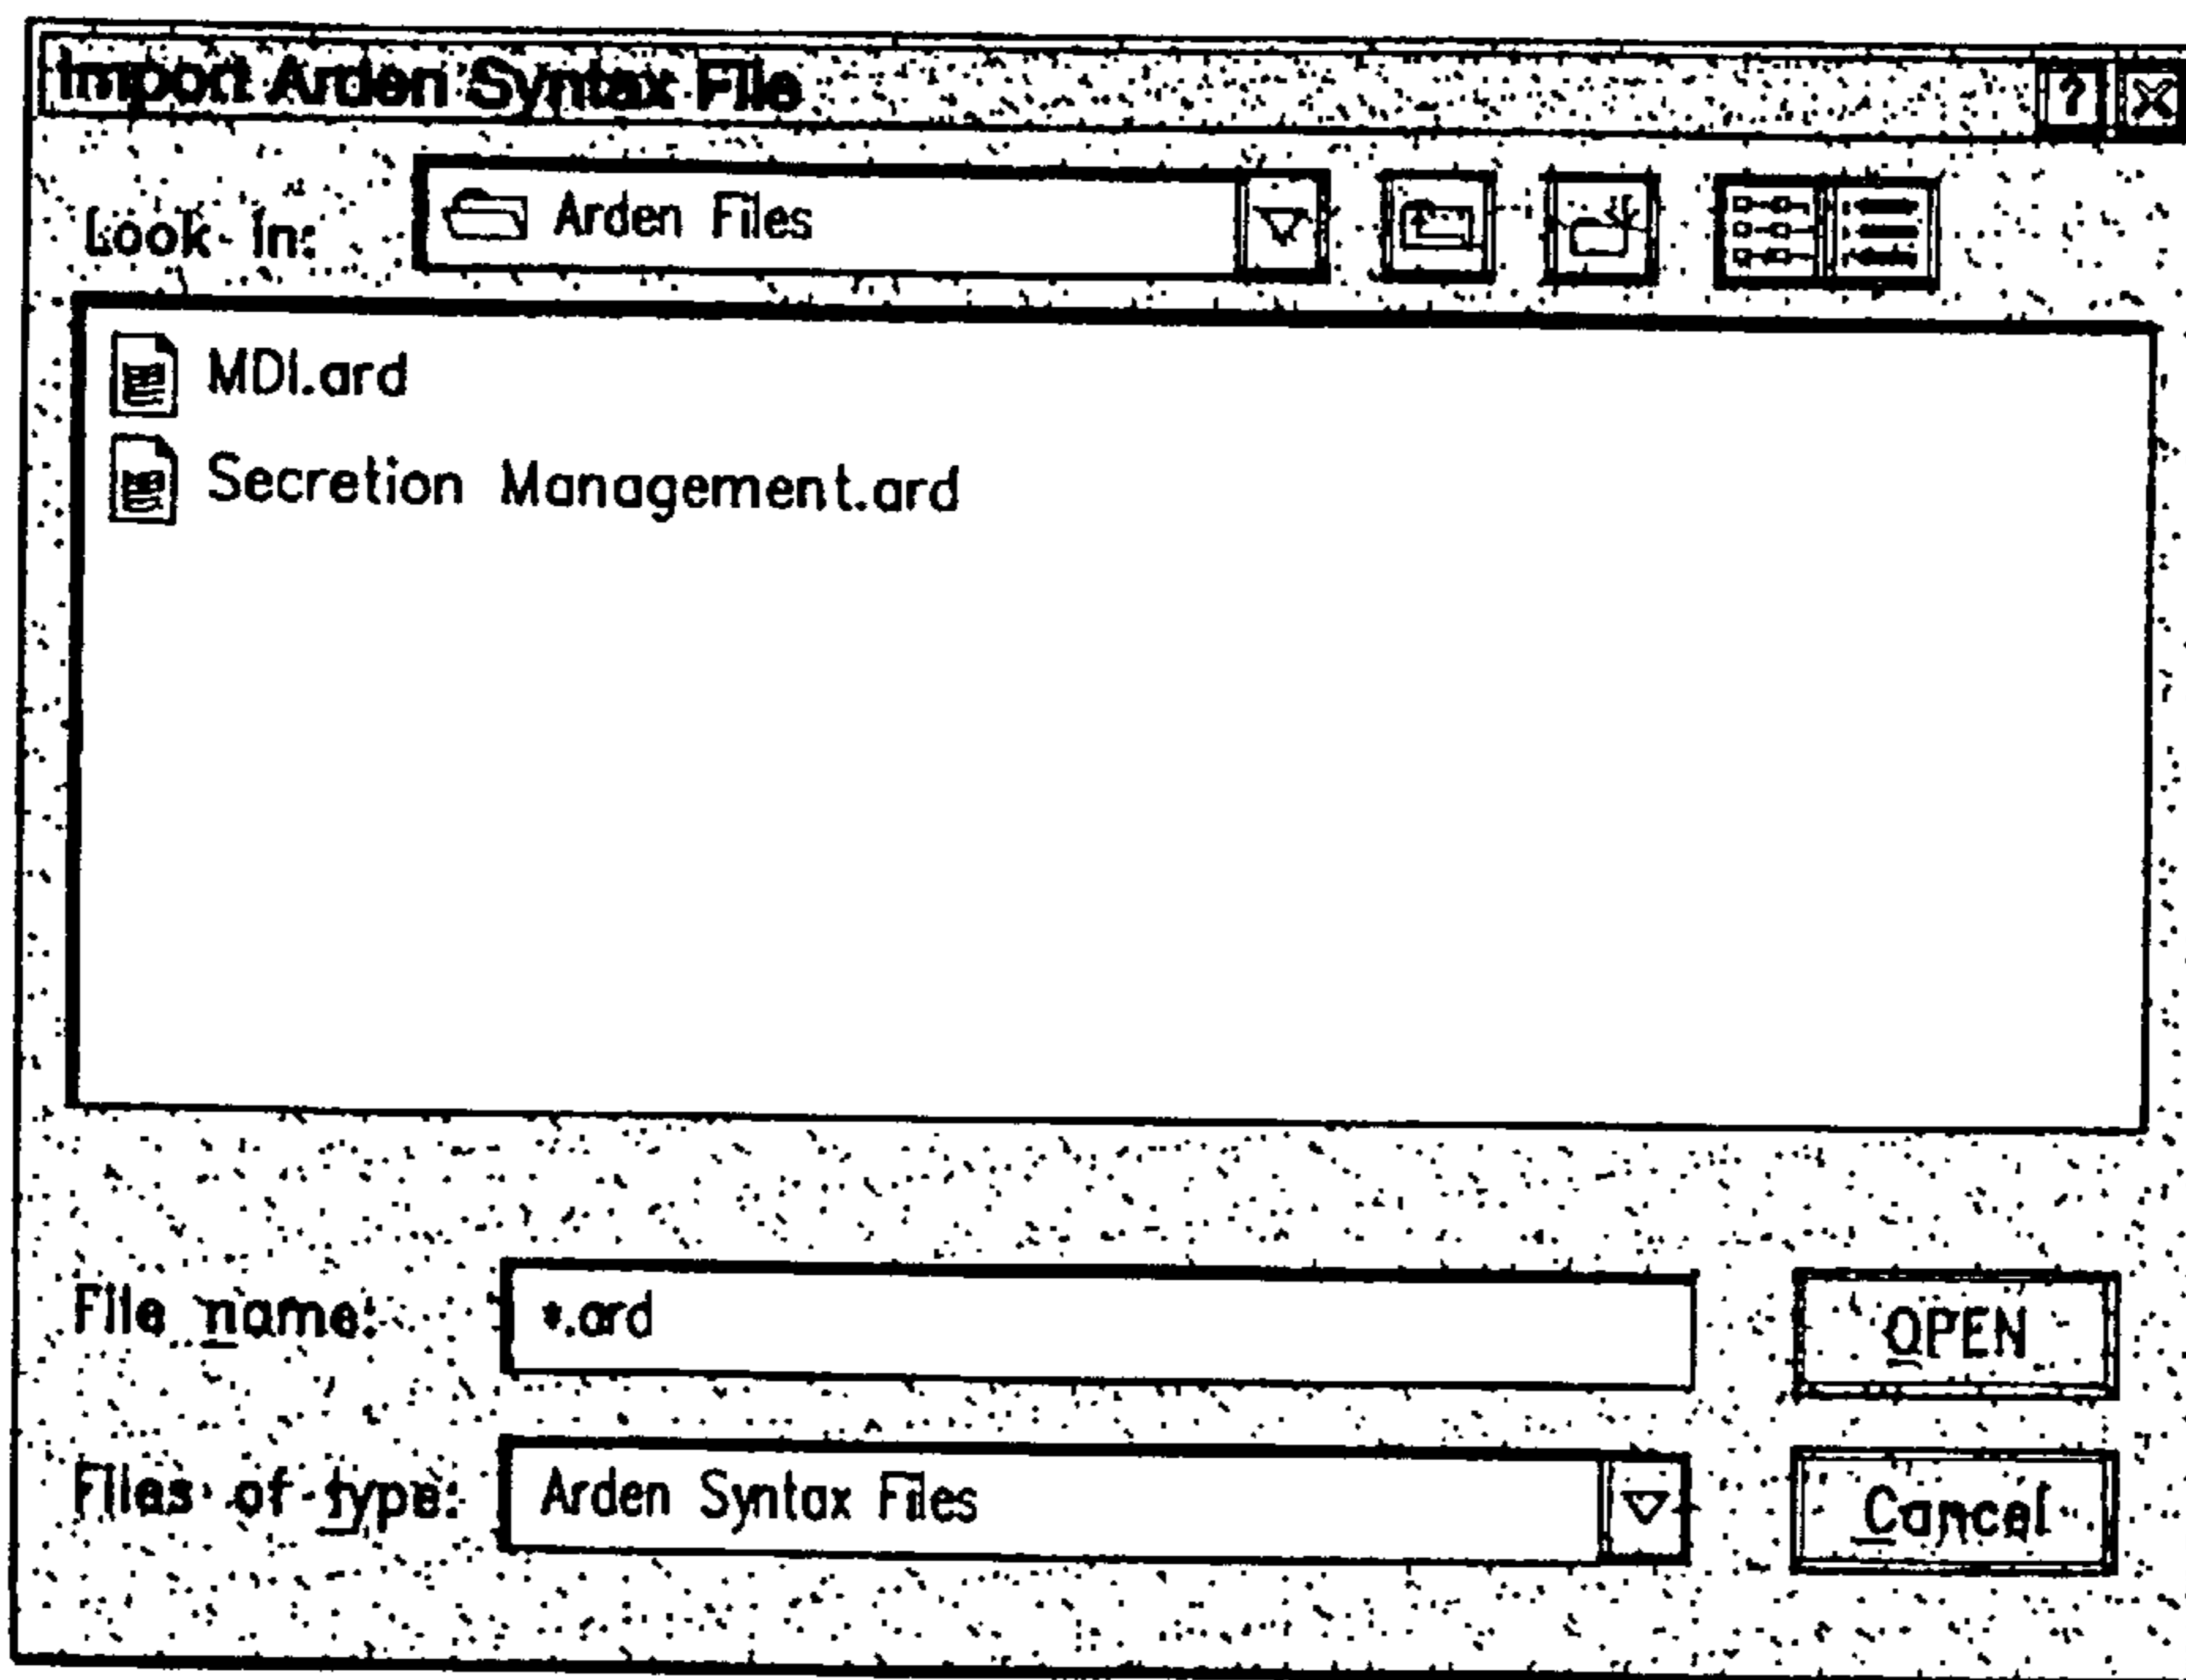 Import Arden Syntax File ? X
Look in: Arden Files
MDI.ard
Secretion Management.ard
File name: *.ard OPEN
Files of type: Arden Syntax Files Cancel